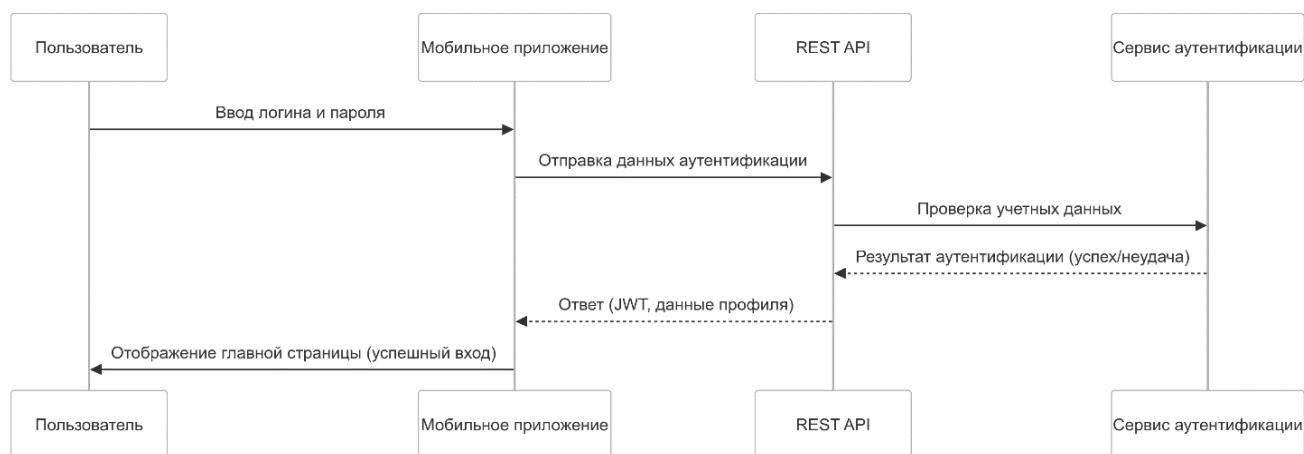 Пользователь
Мобильное приложение
REST API
Сервис аутентификации
Ввод логина и пароля
Отправка данных аутентификации
Проверка учетных данных
Результат аутентификации (успех/неудача)
Ответ (JWT, данные профиля)
Отображение главной страницы (успешный вход)
Пользователь
Мобильное приложение
REST API
Сервис аутентификации